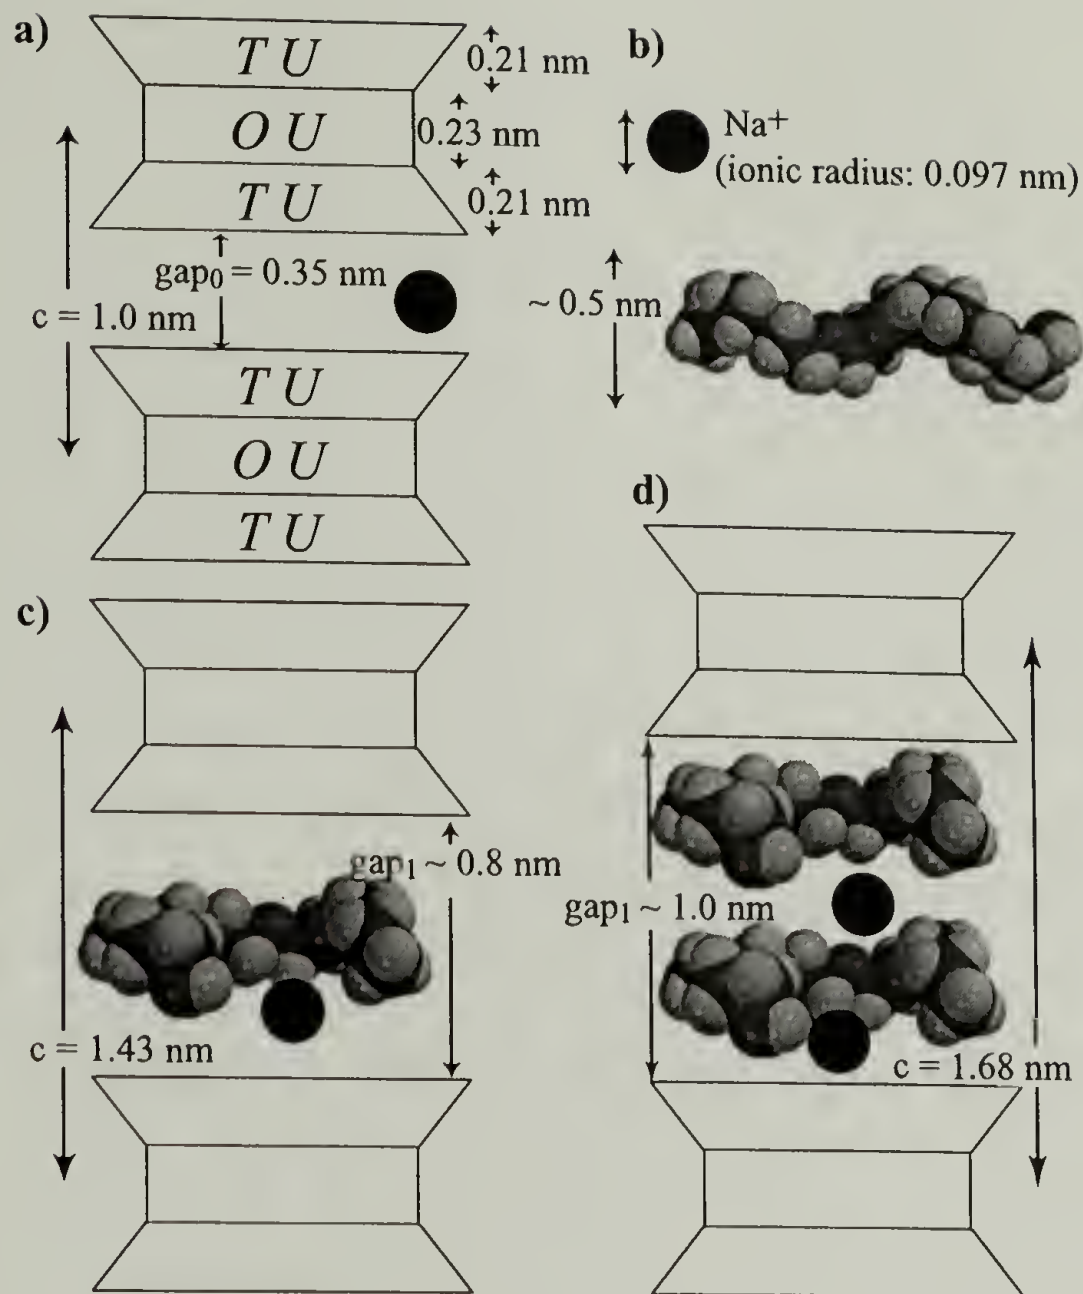 a)
T U
0.21 nm
O U
0.23 nm
T U
0.21 nm
gap0 = 0.35 nm
c = 1.0 nm
T U
O U
T U
b)
Na+
(ionic radius: 0.097 nm)
~ 0.5 nm
c)
gap1 ~ 0.8 nm
c = 1.43 nm
d)
gap1 ~ 1.0 nm
c = 1.68 nm